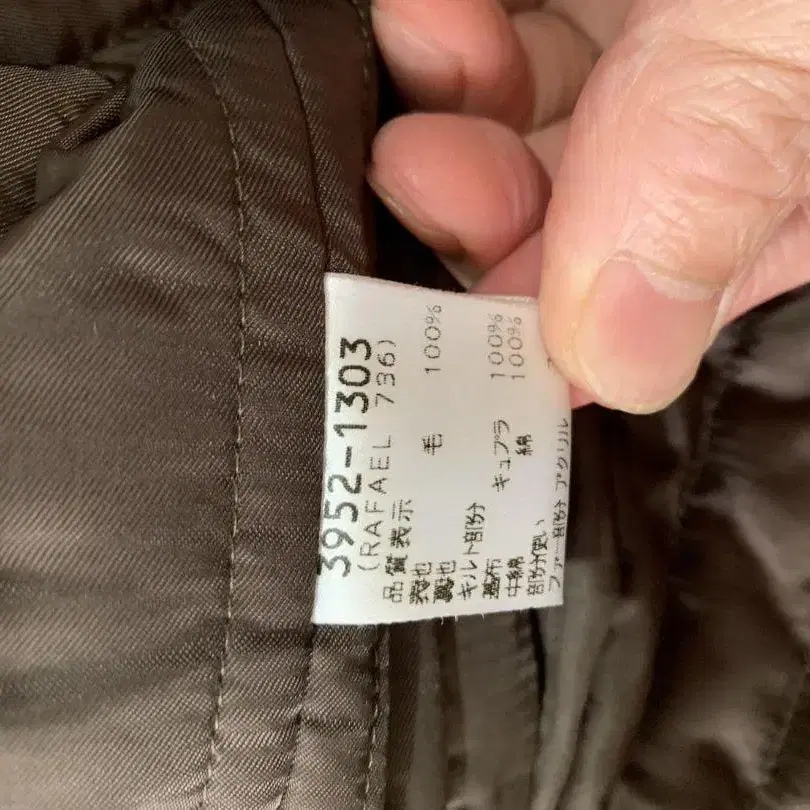 3952-1303
(RAFAEL 736)
品質表示
表地 毛 100%
裏地
キルト部分
基布 キュプラ 100%
中綿 綿 100%
部分使い
ファー部分 アクリル